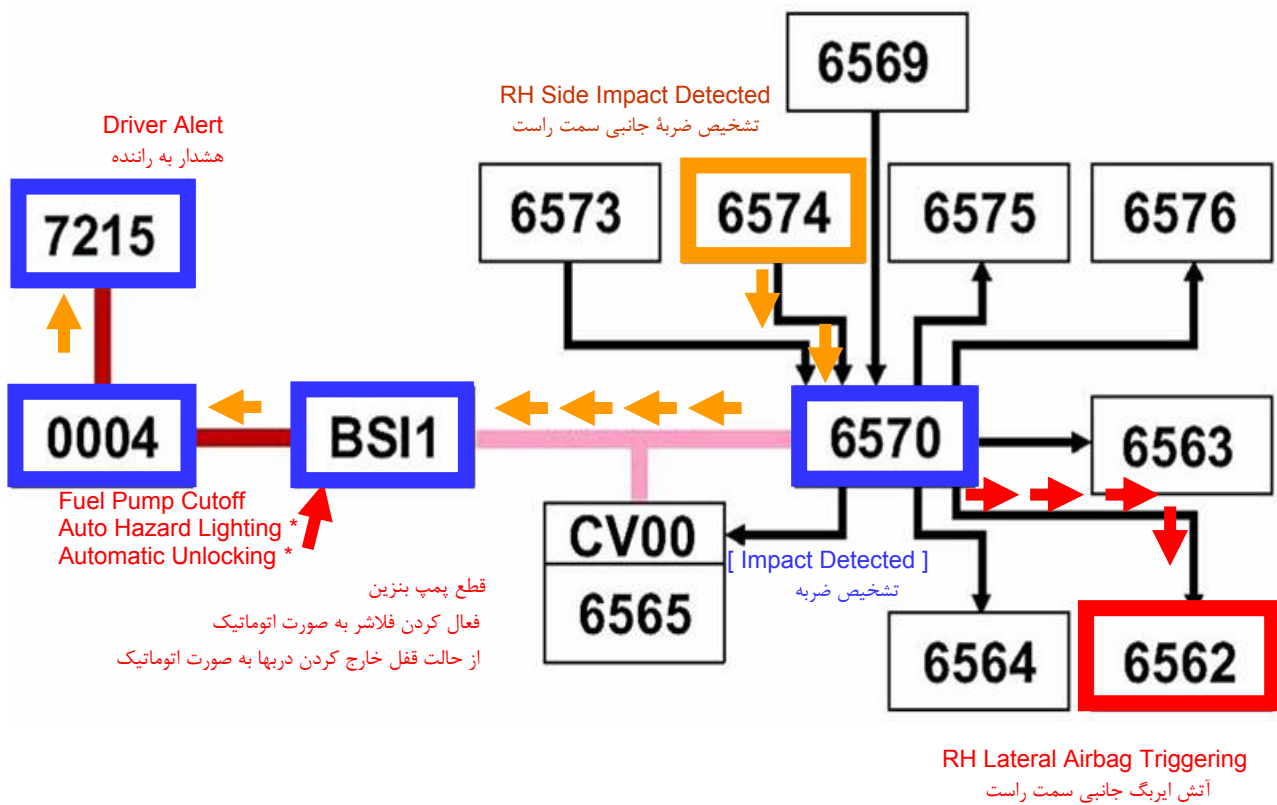 6569
RH Side Impact Detected
تشخیص ضربهٔ جانبی سمت راست
Driver Alert
هشدار به راننده
6573
6574
6575
6576
7215
0004
BSI1
6570
6563
Fuel Pump Cutoff
Auto Hazard Lighting *
Automatic Unlocking *
CV00
6565
[ Impact Detected ]
تشخیص ضربه
قطع پمپ بنزین
فعال کردن فلاشر به صورت اتوماتیک
از حالت قفل خارج کردن دربها به صورت اتوماتیک
6564
6562
RH Lateral Airbag Triggering
آتش ایربگ جانبی سمت راست